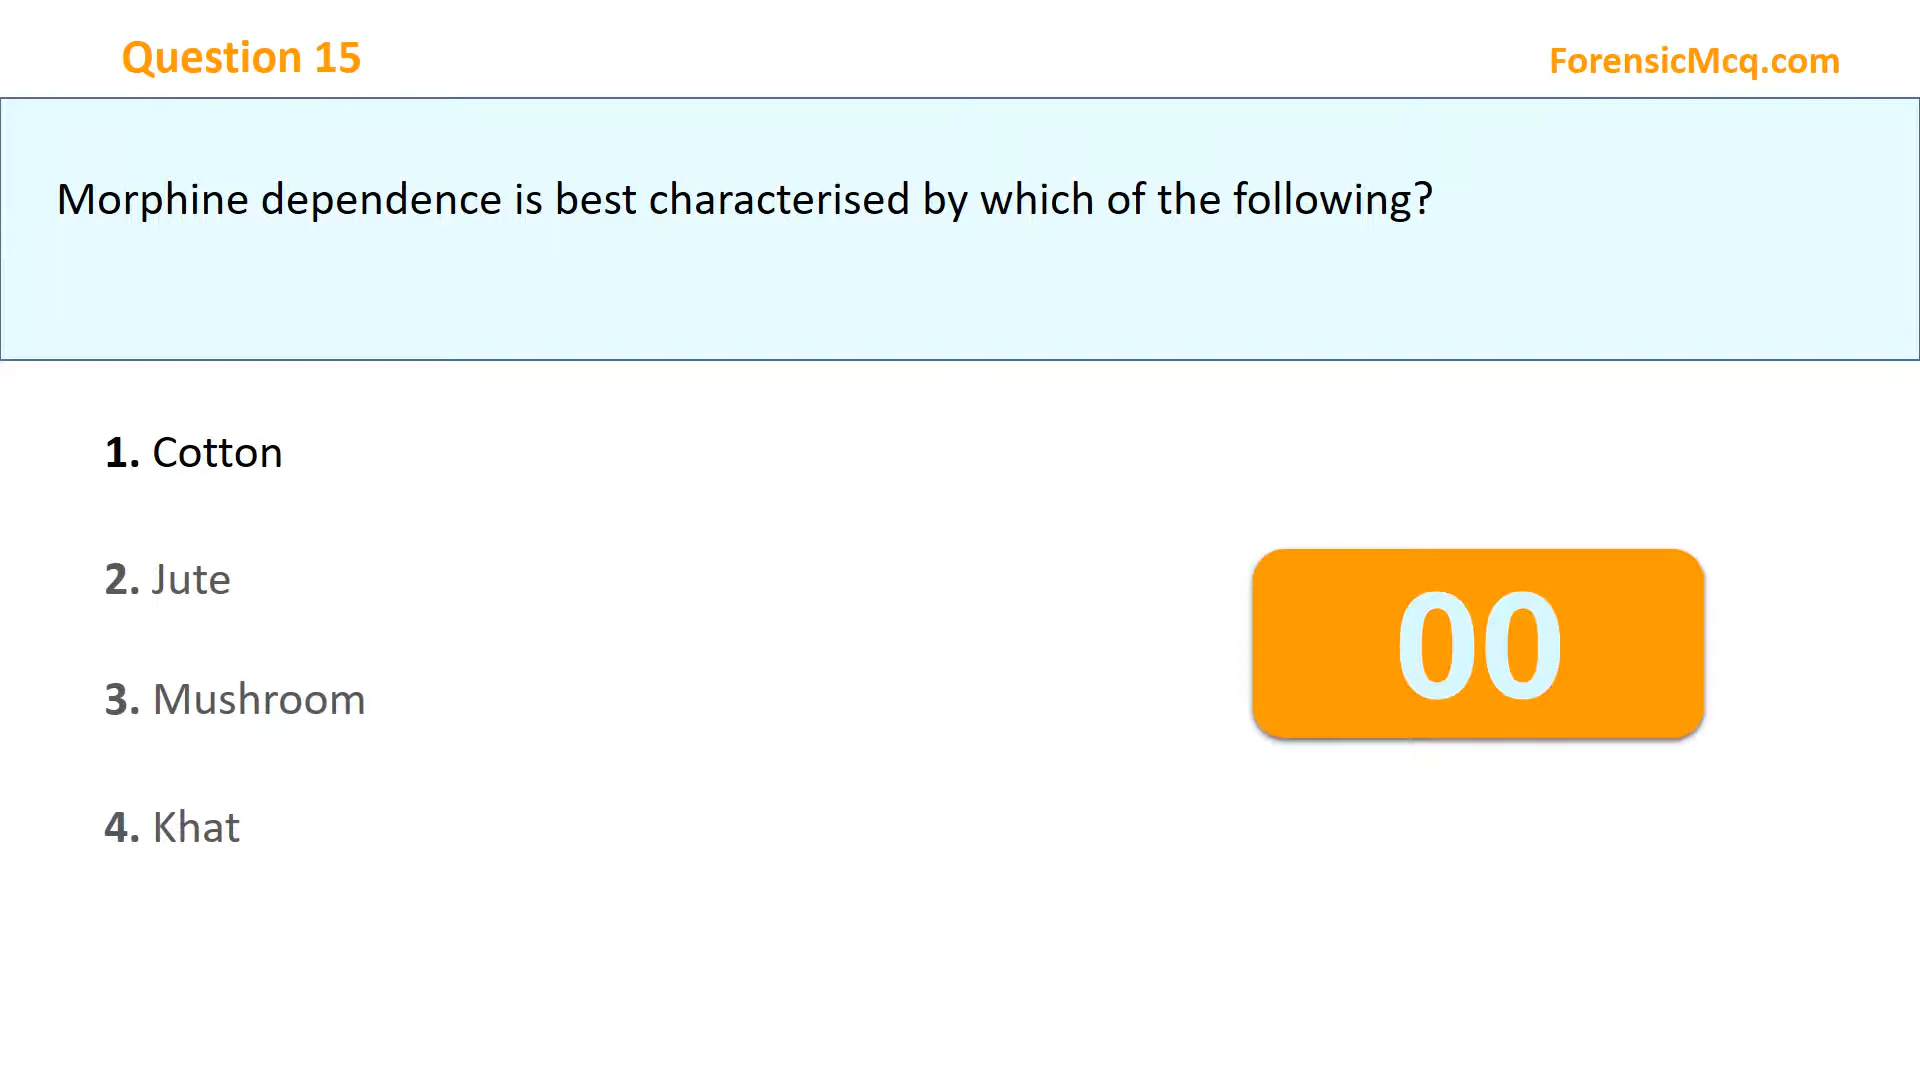 Question 15
ForensicMcq.com
Morphine dependence is best characterised by which of the following?
1. Cotton
2. Jute
3. Mushroom
4. Khat
00